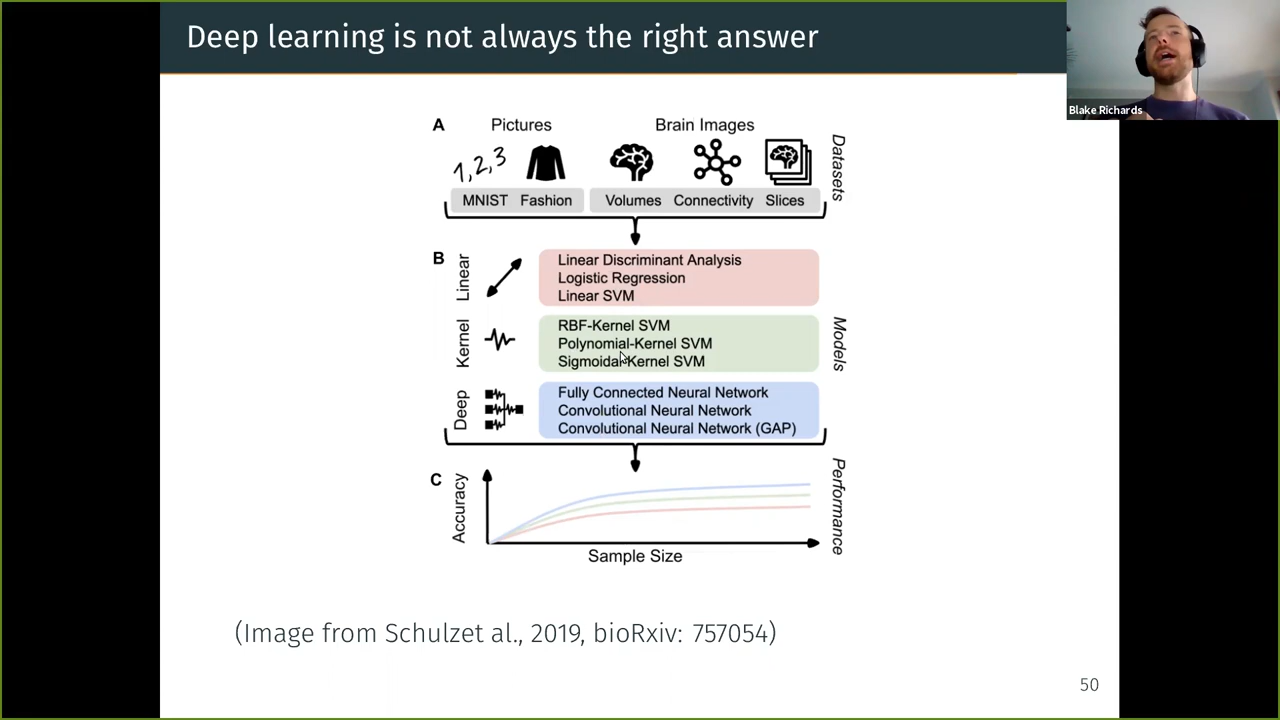 Deep learning is not always the right answer
Blake Richards
A Pictures Brain Images
1,2,3
MNIST Fashion Volumes Connectivity Slices
Datasets
B Linear
Linear Discriminant Analysis
Logistic Regression
Linear SVM
Kernel
RBF-Kernel SVM
Polynomial-Kernel SVM
Sigmoidal-Kernel SVM
Models
Deep
Fully Connected Neural Network
Convolutional Neural Network
Convolutional Neural Network (GAP)
C Accuracy
Sample Size
Performance
(Image from Schulzet al., 2019, bioRxiv: 757054)
50